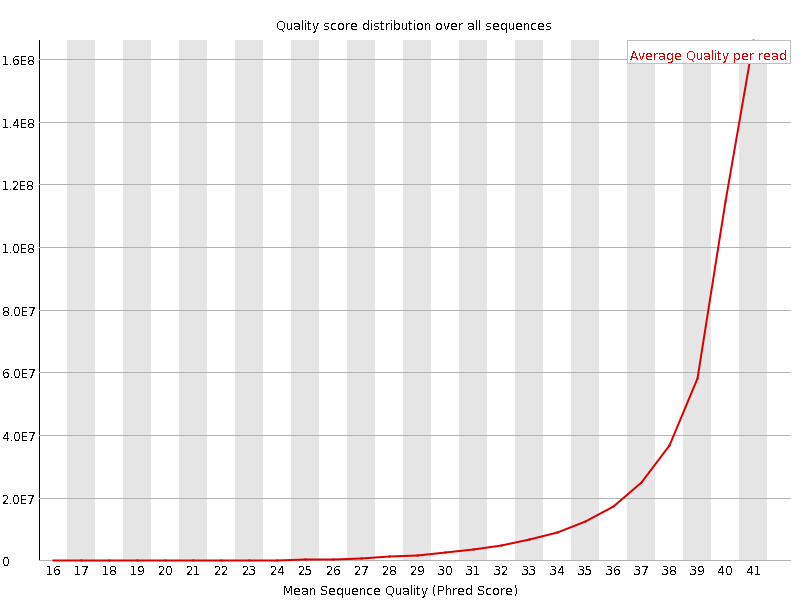 Quality score distribution over all sequences
Average Quality per read
1.6E8
1.4E8
1.2E8
1.0E8
8.0E7
6.0E7
4.0E7
2.0E7
0
16 17 18 19 20 21 22 23 24 25 26 27 28 29 30 31 32 33 34 35 36 37 38 39 40 41
Mean Sequence Quality (Phred Score)